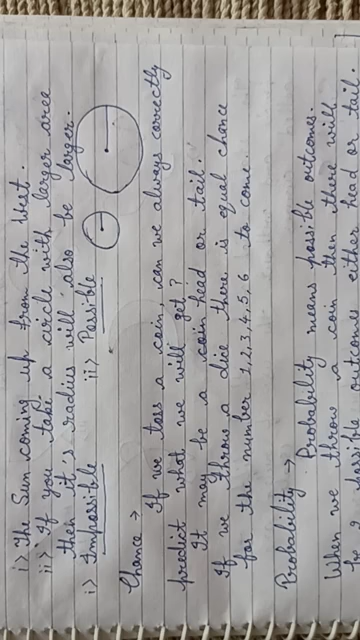 i> The Sum coming up from the West.
ii> If you take a circle with larger area
then it's radius will also be larger.
i> Impossible ii> Possible
Chance →
If we toss a coin, can we always correctly
predict what we will get?
It may be a coin head or tail.
If we throw a dice there is equal chance
for the number 1,2,3,4,5,6 to come.
Probability →
Probability means possible outcomes.
When we throw a coin then there will
be 2 possible outcomes either head or tail.